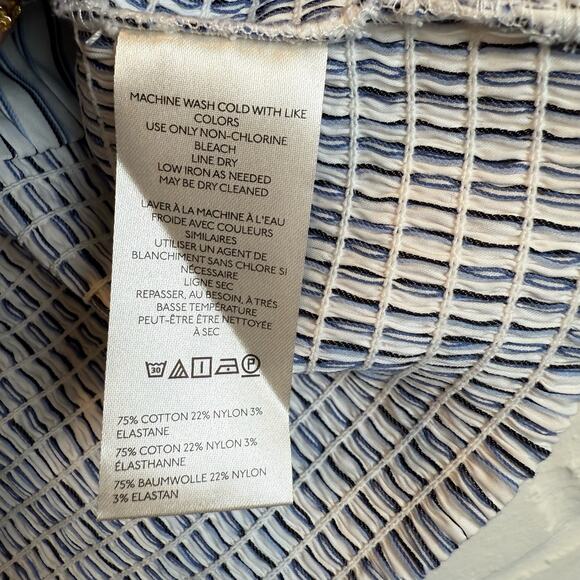 MACHINE WASH COLD WITH LIKE
COLORS
USE ONLY NON-CHLORINE
BLEACH
LINE DRY
LOW IRON AS NEEDED
MAY BE DRY CLEANED
LAVER À LA MACHINE À L'EAU
FROIDE AVEC COULEURS
SIMILAIRES
UTILISER UN AGENT DE
BLANCHIMENT SANS CHLORE SI
NÉCESSAIRE
LIGNE SEC
REPASSER, AU BESOIN, À TRÉS
BASSE TEMPÉRATURE
PEUT-ÊTRE ÊTRE NETTOYÉE
À SEC
30 P
75% COTTON 22% NYLON 3%
ELASTANE
75% COTON 22% NYLON 3%
ÉLASTHANNE
75% BAUMWOLLE 22% NYLON
3% ELASTAN